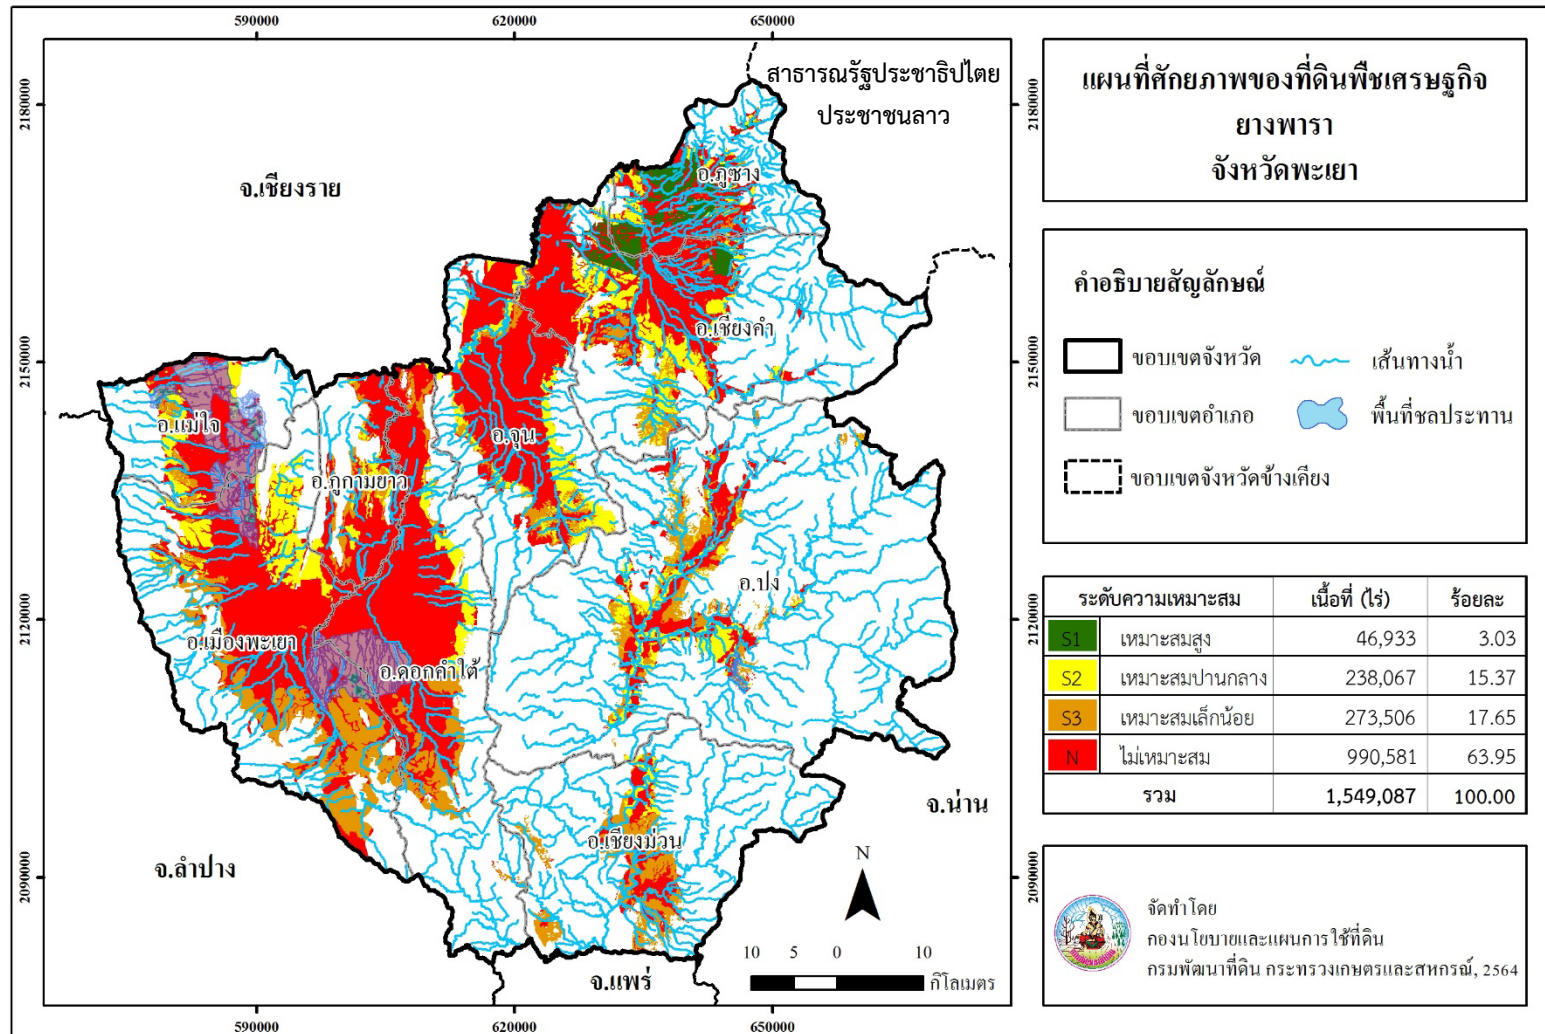 590000
620000
650000
2180000
2150000
2120000
2090000
2180000
2150000
2120000
2090000
590000
620000
650000
สาธารณรัฐประชาธิปไตย
ประชาชนลาว
จ.เชียงราย
อ.ภูซาง
อ.เชียงคำ
อ.แม่ใจ
อ.จุน
อ.ภูกามยาว
อ.ปง
อ.เมืองพะเยา
อ.ดอกคำใต้
อ.เชียงม่วน
จ.น่าน
จ.ลำปาง
จ.แพร่
N
10 5 0 10
กิโลเมตร
แผนที่ศักยภาพของที่ดินพืชเศรษฐกิจ
ยางพารา
จังหวัดพะเยา
คำอธิบายสัญลักษณ์
ขอบเขตจังหวัด เส้นทางน้ำ
ขอบเขตอำเภอ พื้นที่ชลประทาน
ขอบเขตจังหวัดข้างเคียง
ระดับความเหมาะสม เนื้อที่ (ไร่) ร้อยละ
S1 เหมาะสมสูง 46,933 3.03
S2 เหมาะสมปานกลาง 238,067 15.37
S3 เหมาะสมเล็กน้อย 273,506 17.65
N ไม่เหมาะสม 990,581 63.95
รวม 1,549,087 100.00
จัดทำโดย
กองนโยบายและแผนการใช้ที่ดิน
กรมพัฒนาที่ดิน กระทรวงเกษตรและสหกรณ์, 2564